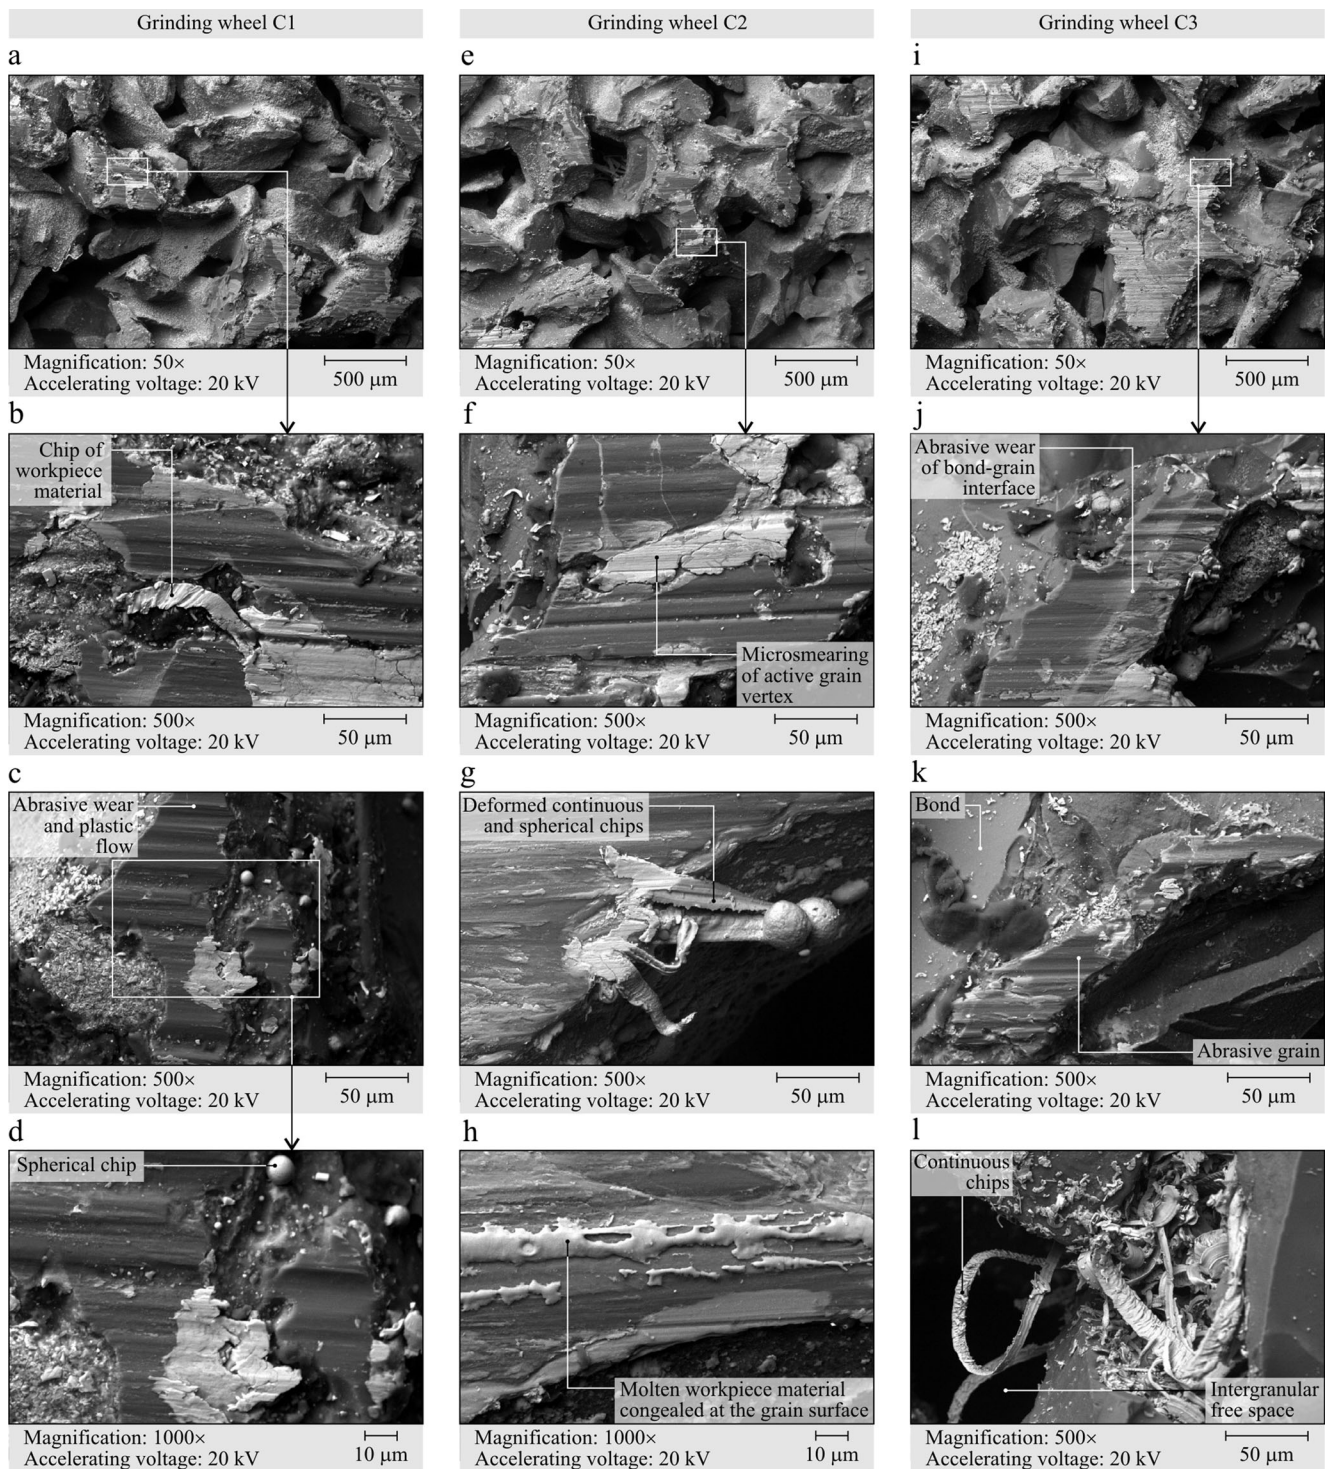 Grinding wheel C1
Grinding wheel C2
Grinding wheel C3
a
e
i
Magnification: 50×
Accelerating voltage: 20 kV
500 μm
Magnification: 50×
Accelerating voltage: 20 kV
500 μm
Magnification: 50×
Accelerating voltage: 20 kV
500 μm
b
Chip of
workpiece
material
Magnification: 500×
Accelerating voltage: 20 kV
50 μm
f
Microsmearing
of active grain
vertex
Magnification: 500×
Accelerating voltage: 20 kV
50 μm
j
Abrasive wear
of bond-grain
interface
Magnification: 500×
Accelerating voltage: 20 kV
50 μm
c
Abrasive wear
and plastic
flow
Magnification: 500×
Accelerating voltage: 20 kV
50 μm
g
Deformed continuous
and spherical chips
Magnification: 500×
Accelerating voltage: 20 kV
50 μm
k
Bond
Abrasive grain
Magnification: 500×
Accelerating voltage: 20 kV
50 μm
d
Spherical chip
Magnification: 1000×
Accelerating voltage: 20 kV
10 μm
h
Molten workpiece material
congealed at the grain surface
Magnification: 1000×
Accelerating voltage: 20 kV
10 μm
l
Continuous
chips
Intergranular
free space
Magnification: 500×
Accelerating voltage: 20 kV
50 μm